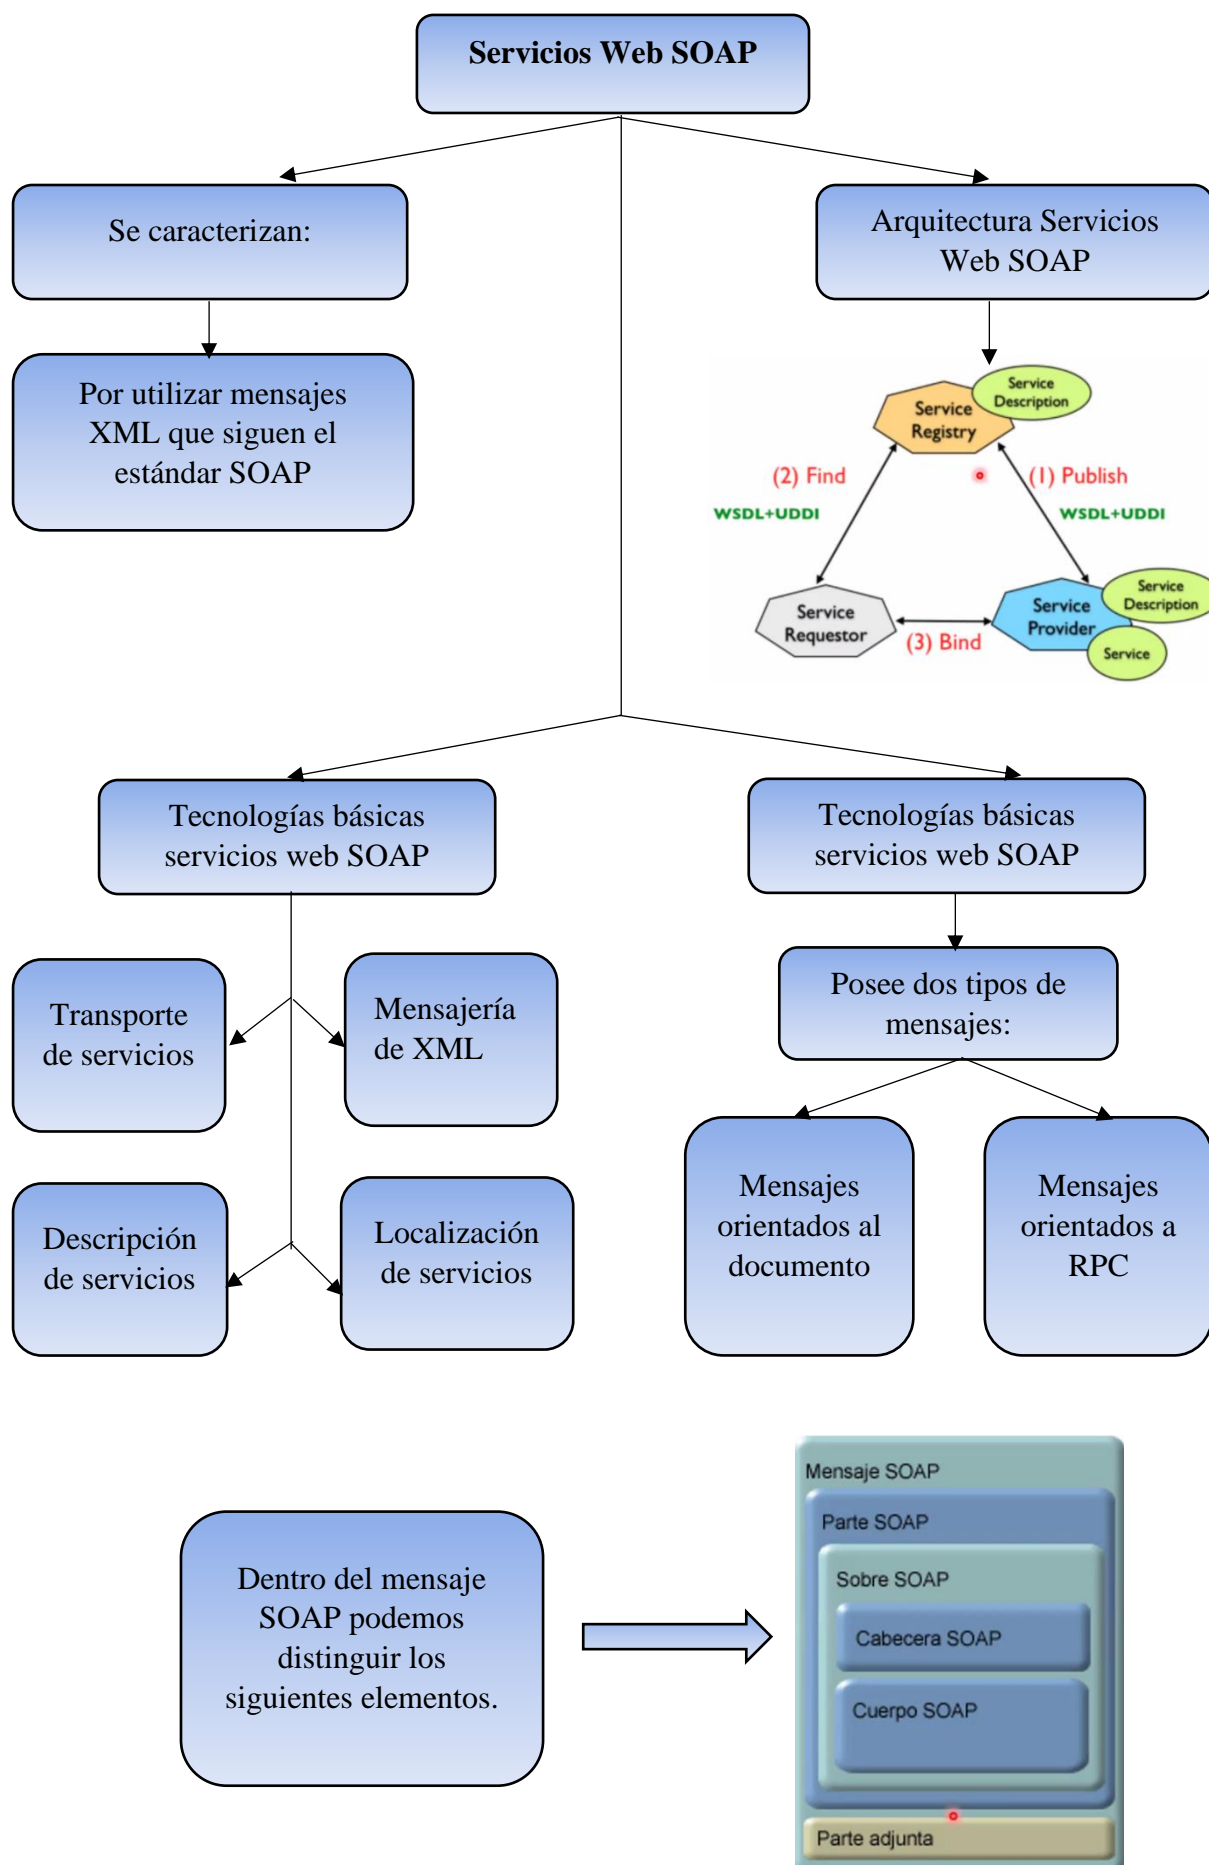 Servicios Web SOAP
Se caracterizan:
Arquitectura Servicios
Web SOAP
Por utilizar mensajes
XML que siguen el
estándar SOAP
Service
Description
Service
Registry
(2) Find
(1) Publish
WSDL+UDDI
WSDL+UDDI
Service
Requestor
(3) Bind
Service
Provider
Service
Description
Service
Tecnologías básicas
servicios web SOAP
Tecnologías básicas
servicios web SOAP
Transporte
de servicios
Mensajería
de XML
Posee dos tipos de
mensajes:
Descripción
de servicios
Localización
de servicios
Mensajes
orientados al
documento
Mensajes
orientados a
RPC
Dentro del mensaje
SOAP podemos
distinguir los
siguientes elementos.
Mensaje SOAP
Parte SOAP
Sobre SOAP
Cabecera SOAP
Cuerpo SOAP
Parte adjunta